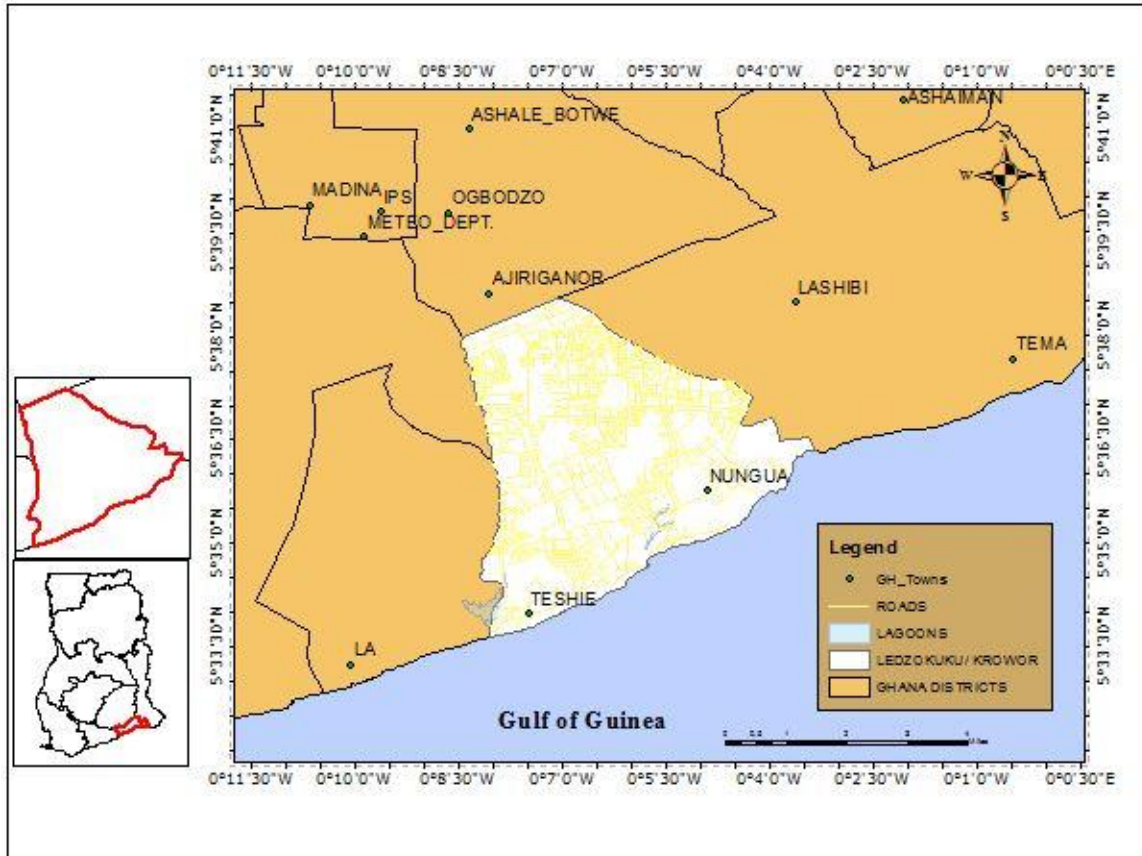 0°11'30"W 0°10'0"W 0°8'30"W 0°7'0"W 0°5'30"W 0°4'0"W 0°2'30"W 0°1'0"W 0°0'30"E
5°41'0"N
5°39'30"N
5°38'0"N
5°36'30"N
5°35'0"N
5°33'30"N
ASHAIMAN
ASHALE_BOTWE
N
W E
S
MADINA
IPS
OGBODZO
METEO_DEPT.
AJIRIGANOR
LASHIBI
TEMA
NUNGUA
TESHIE
LA
Gulf of Guinea
Legend
GH_Towns
ROADS
LAGOONS
LEDZOKUKU/ KROWOR
GHANA DISTRICTS
5°41'0"N
5°39'30"N
5°38'0"N
5°36'30"N
5°35'0"N
5°33'30"N
0°11'30"W 0°10'0"W 0°8'30"W 0°7'0"W 0°5'30"W 0°4'0"W 0°2'30"W 0°1'0"W 0°0'30"E